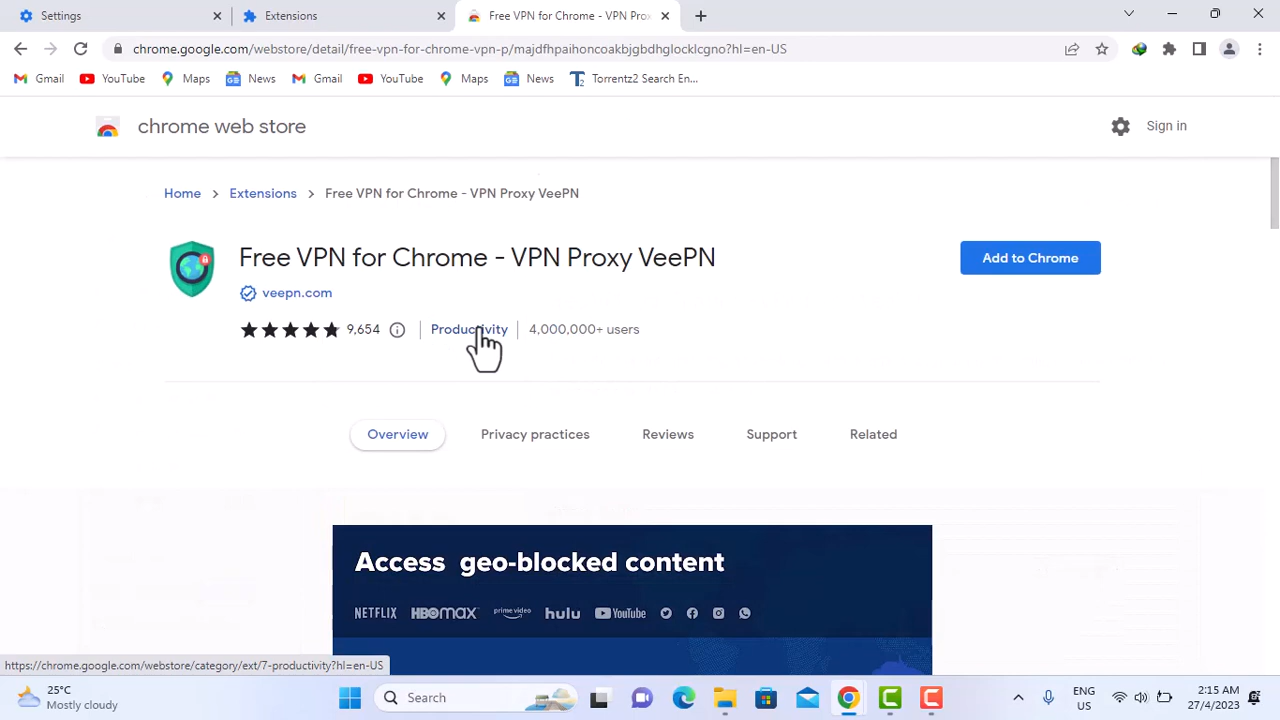 Settings
Extensions
Free VPN for Chrome - VPN Prox
chrome.google.com/webstore/detail/free-vpn-for-chrome-vpn-p/majdfhpaihoncoakbjgbdhglocklcgno?hl=en-US
Gmail YouTube Maps News Gmail YouTube Maps News Torrentz2 Search En...
chrome web store
Sign in
Home > Extensions > Free VPN for Chrome - VPN Proxy VeePN
Free VPN for Chrome - VPN Proxy VeePN
Add to Chrome
veepn.com
9,654 Productivity 4,000,000+ users
Overview Privacy practices Reviews Support Related
Access geo-blocked content
NETFLIX HBOMAX prime video hulu YouTube
https://chrome.google.com/webstore/category/ext/7-productivity?hl=en-US
25°C
Mostly cloudy
Search
ENG
US
2:15 AM
27/4/2023